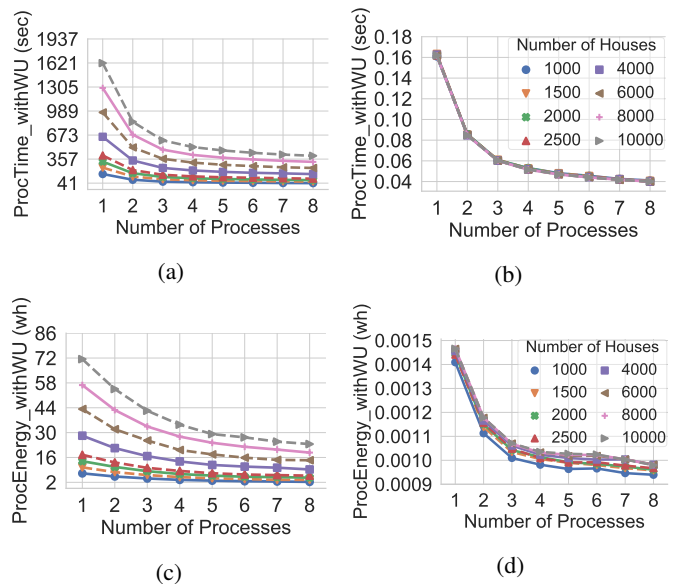 ProcTime_withWU (sec)
1937
1621
1305
989
673
357
41
1 2 3 4 5 6 7 8
Number of Processes
(a)
ProcTime_withWU (sec)
0.18
0.16
0.14
0.12
0.10
0.08
0.06
0.04
Number of Houses
1000 4000
1500 6000
2000 8000
2500 10000
1 2 3 4 5 6 7 8
Number of Processes
(b)
ProcEnergy_withWU (wh)
86
72
58
44
30
16
2
1 2 3 4 5 6 7 8
Number of Processes
(c)
ProcEnergy_withWU (wh)
0.0015
0.0014
0.0013
0.0012
0.0011
0.0010
0.0009
Number of Houses
1000 4000
1500 6000
2000 8000
2500 10000
1 2 3 4 5 6 7 8
Number of Processes
(d)